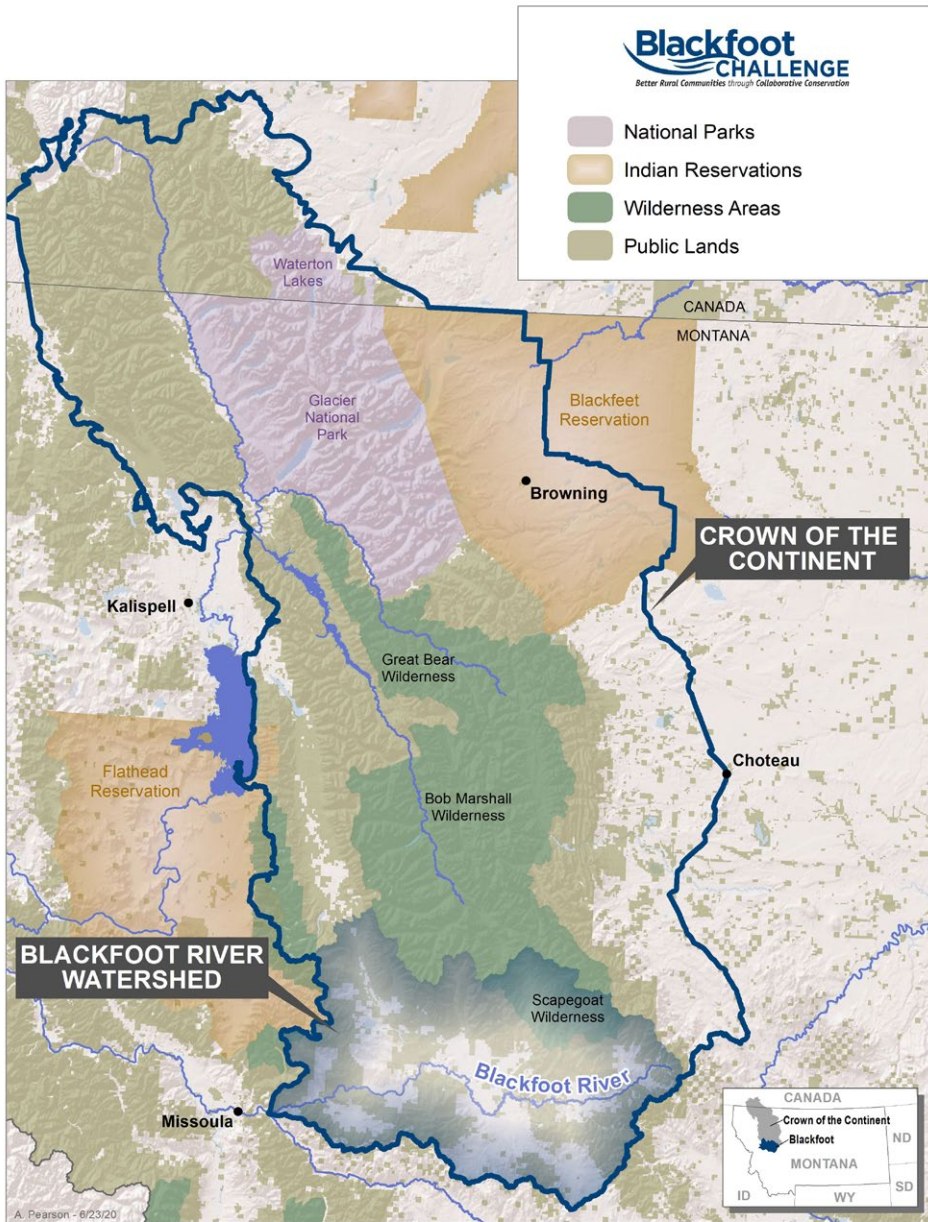 Blackfoot
CHALLENGE
Better Rural Communities through Collaborative Conservation
National Parks
Indian Reservations
Wilderness Areas
Public Lands
Waterton
Lakes
CANADA
MONTANA
Glacier
National
Park
Blackfeet
Reservation
Browning
CROWN OF THE
CONTINENT
Kalispell
Great Bear
Wilderness
Flathead
Reservation
Choteau
Bob Marshall
Wilderness
BLACKFOOT RIVER
WATERSHED
Scapegoat
Wilderness
Blackfoot River
Missoula
CANADA
Crown of the Continent
Blackfoot
MONTANA
ND
SD
ID
WY
A. Pearson - 6/23/20